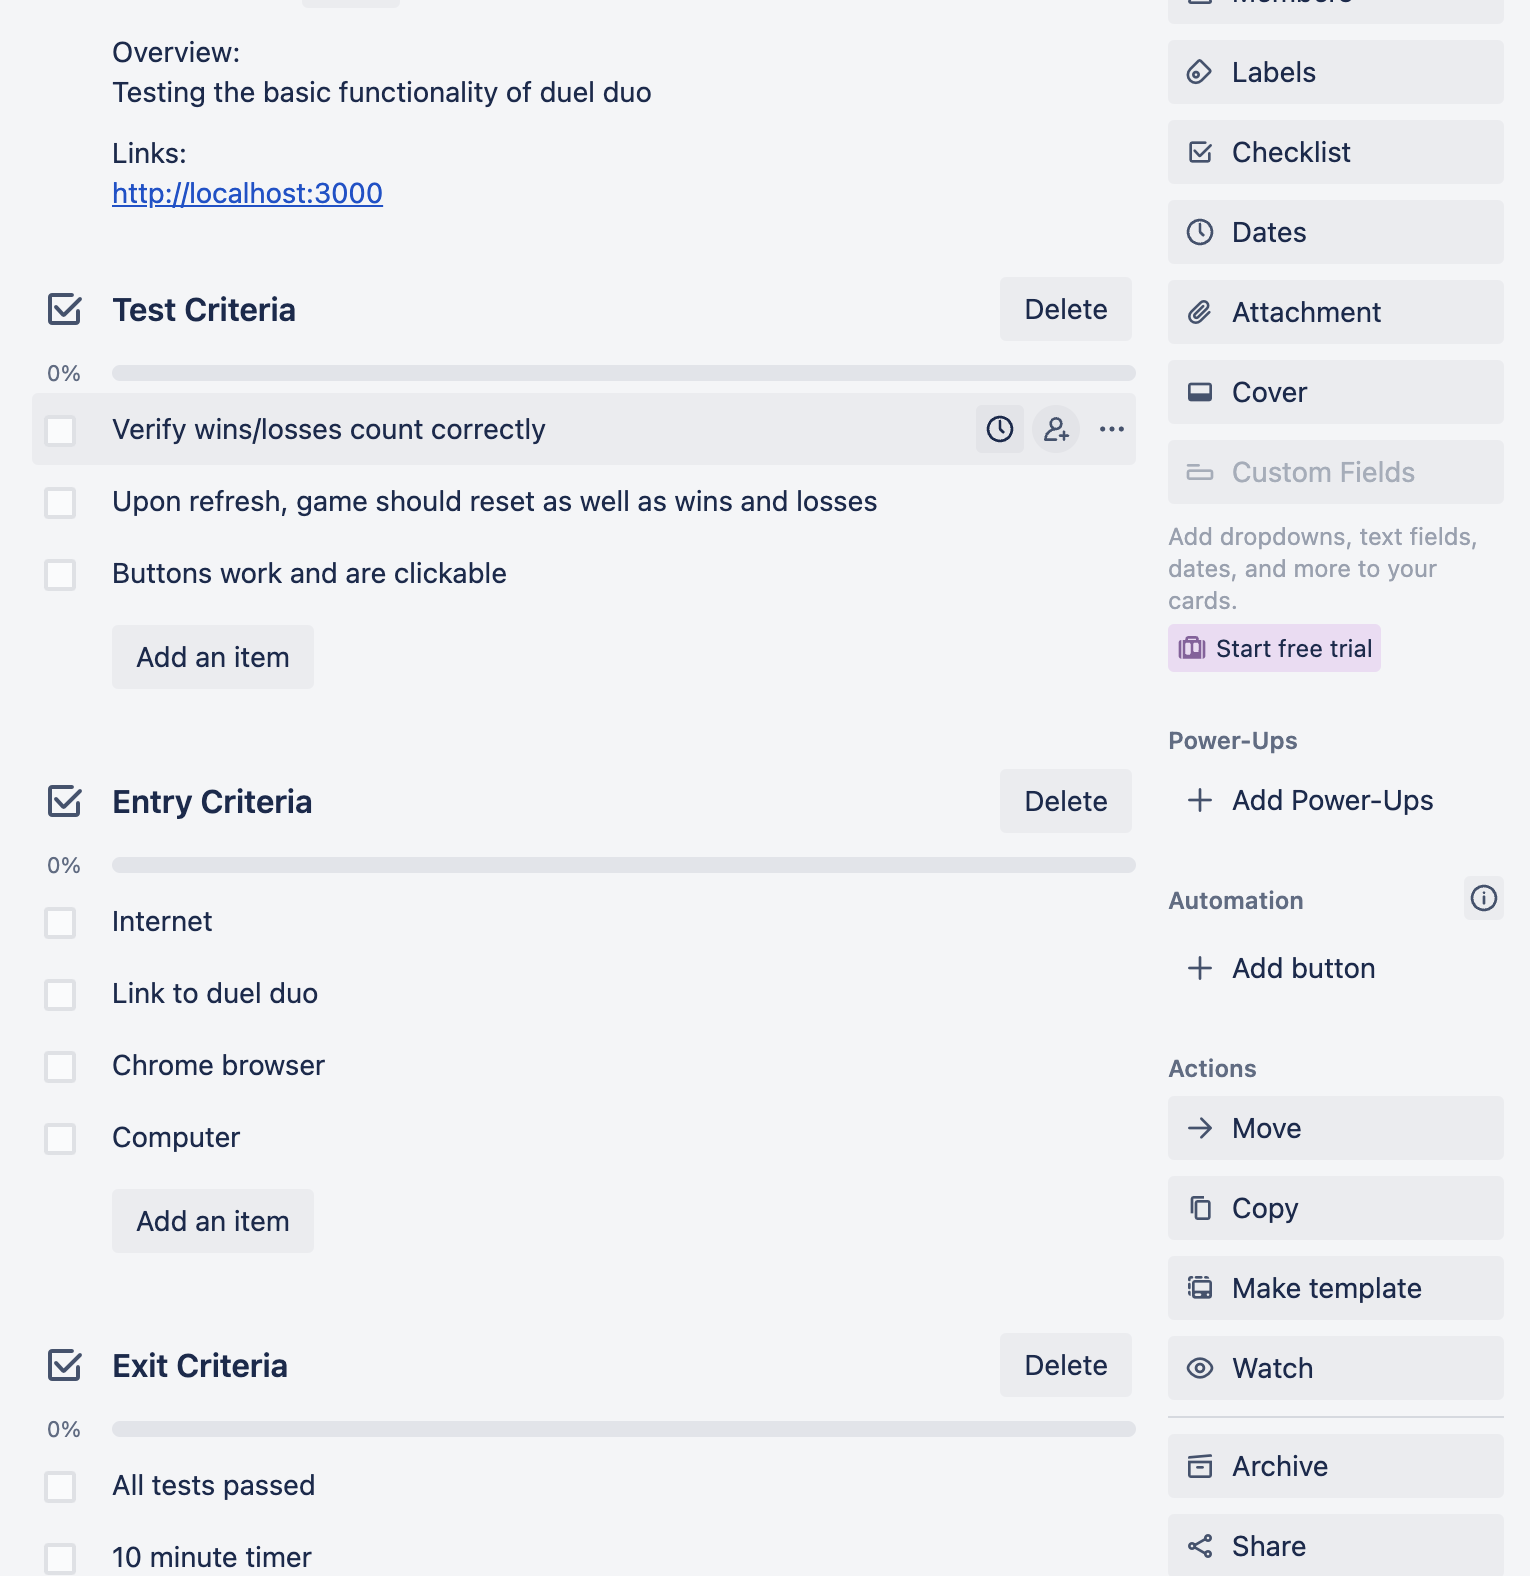 Overview:
Testing the basic functionality of duel duo
Links:
http://localhost:3000
Test Criteria
Delete
0%
Verify wins/losses count correctly
Upon refresh, game should reset as well as wins and losses
Buttons work and are clickable
Add an item
Entry Criteria
Delete
0%
Internet
Link to duel duo
Chrome browser
Computer
Add an item
Exit Criteria
Delete
0%
All tests passed
10 minute timer
Members
Labels
Checklist
Dates
Attachment
Cover
Custom Fields
Add dropdowns, text fields,
dates, and more to your
cards.
Start free trial
Power-Ups
Add Power-Ups
Automation
Add button
Actions
Move
Copy
Make template
Watch
Archive
Share